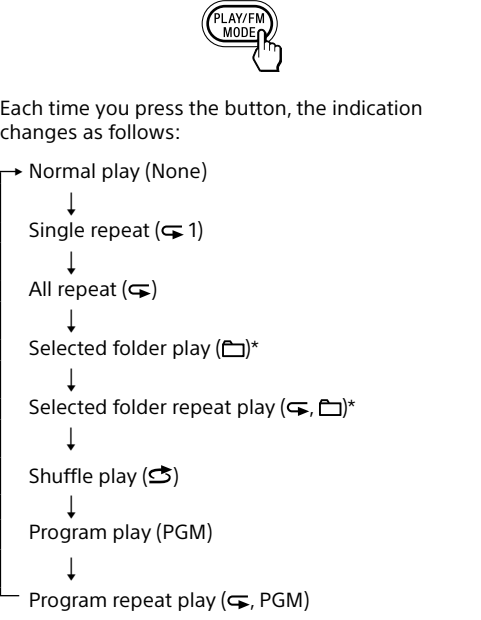 PLAY/FM
MODE
Each time you press the button, the indication
changes as follows:
Normal play (None)
Single repeat (⮎ 1)
All repeat (⮎)
Selected folder play (🗀)*
Selected folder repeat play (⮎, 🗀)*
Shuffle play (⮊)
Program play (PGM)
Program repeat play (⮎, PGM)